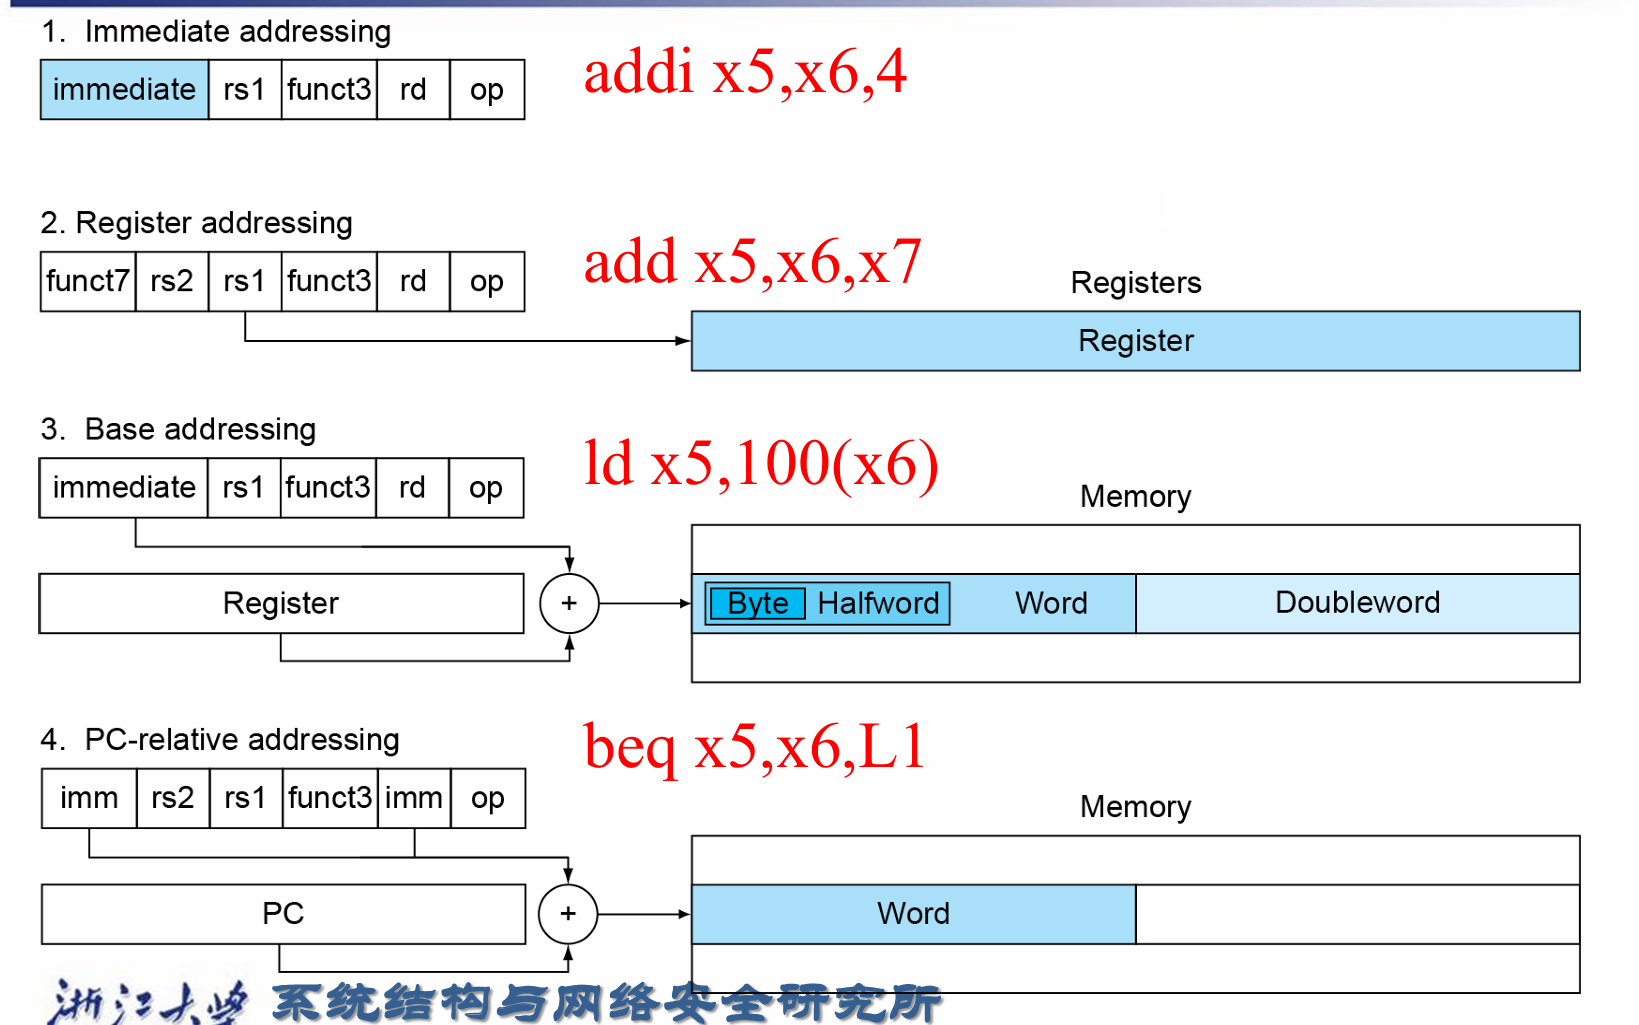 1. Immediate addressing
addi x5,x6,4
immediate rs1 funct3 rd op
2. Register addressing
add x5,x6,x7
funct7 rs2 rs1 funct3 rd op
Registers
Register
3. Base addressing
ld x5,100(x6)
immediate rs1 funct3 rd op
Memory
Register + Byte Halfword Word Doubleword
4. PC-relative addressing
beq x5,x6,L1
imm rs2 rs1 funct3 imm op
Memory
PC + Word
浙江大学 系统结构与网络安全研究所